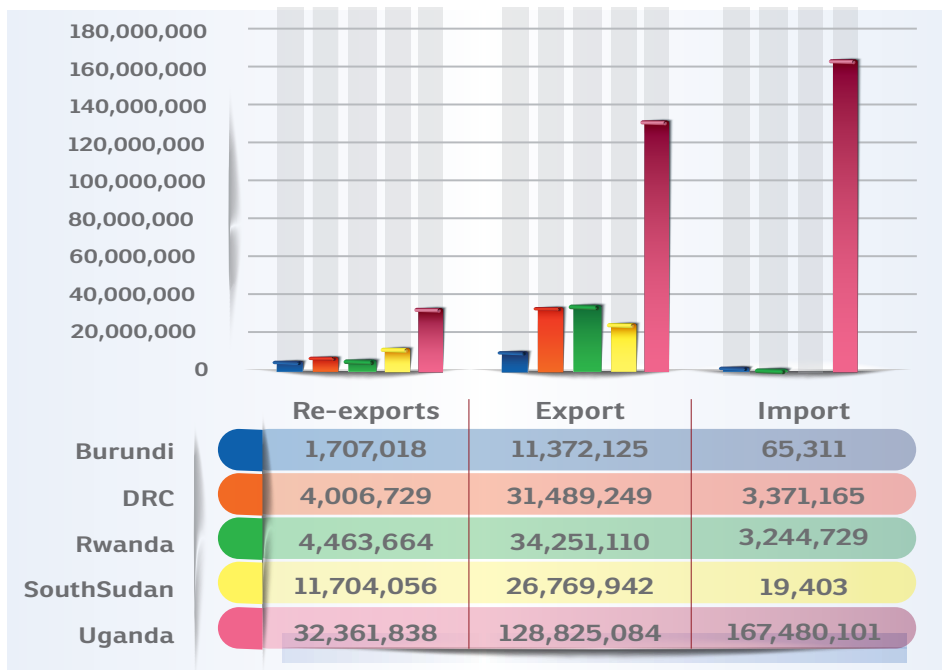 180,000,000
160,000,000
140,000,000
120,000,000
100,000,000
80,000,000
60,000,000
40,000,000
20,000,000
0
Re-exports Export Import
Burundi 1,707,018 11,372,125 65,311
DRC 4,006,729 31,489,249 3,371,165
Rwanda 4,463,664 34,251,110 3,244,729
SouthSudan 11,704,056 26,769,942 19,403
Uganda 32,361,838 128,825,084 167,480,101